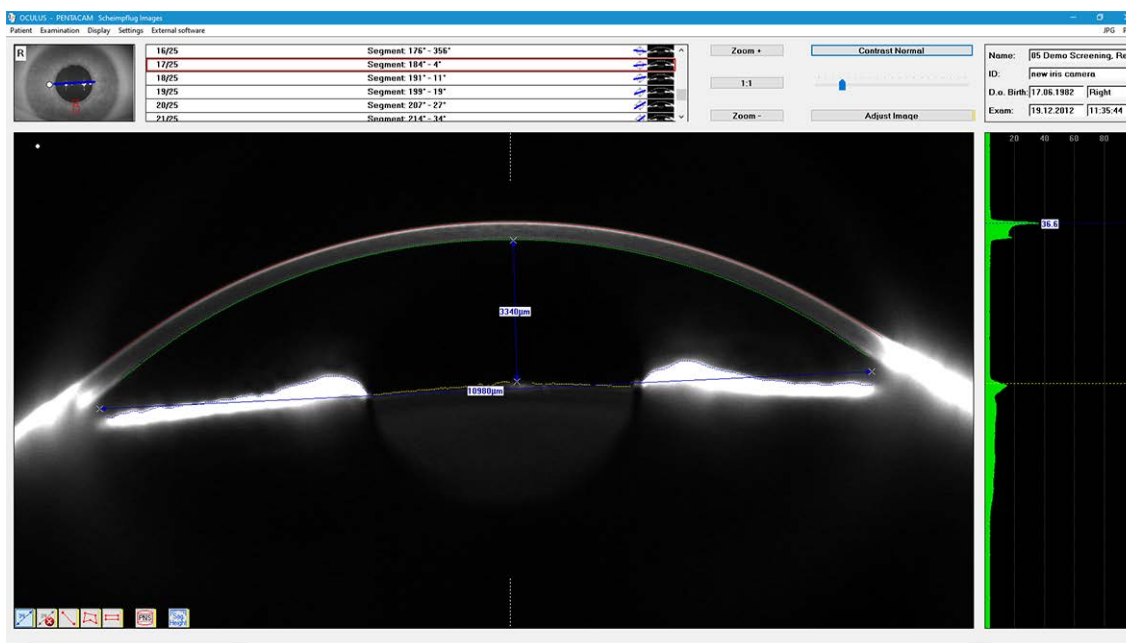 OCULUS - PENTACAM Scheimpflug Images
Patient Examination Display Settings External software JPG
R
16/25 Segment: 176° - 356°
17/25 Segment: 184° - 4°
18/25 Segment: 191° - 11°
19/25 Segment: 199° - 19°
20/25 Segment: 207° - 27°
21/25 Segment: 214° - 34°
Zoom +
1:1
Zoom -
Contrast Normal
Adjust Image
Name: 05 Demo Screening, Re
ID: new iris camera
D.o. Birth: 17.06.1982 Right
Exam: 19.12.2012 11:35:44
20 40 60 80
36.6
3340µm
10980µm
PNS
Seg. Height